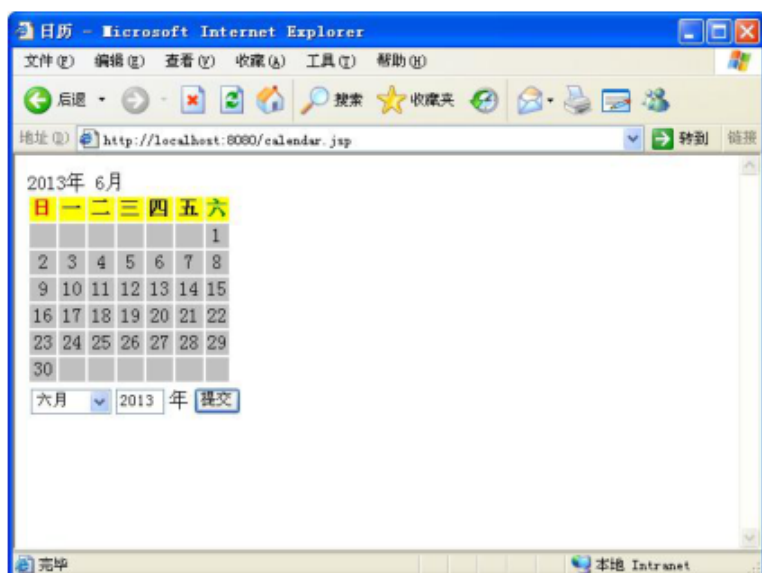 日历 - Microsoft Internet Explorer
文件(F) 编辑(E) 查看(V) 收藏(A) 工具(T) 帮助(H)
后退 搜索 收藏夹
地址(D) http://localhost:8080/calendar.jsp 转到 链接
2013年 6月
日 一 二 三 四 五 六
1
2 3 4 5 6 7 8
9 10 11 12 13 14 15
16 17 18 19 20 21 22
23 24 25 26 27 28 29
30
六月 2013 年 提交
完毕 本地 Intranet